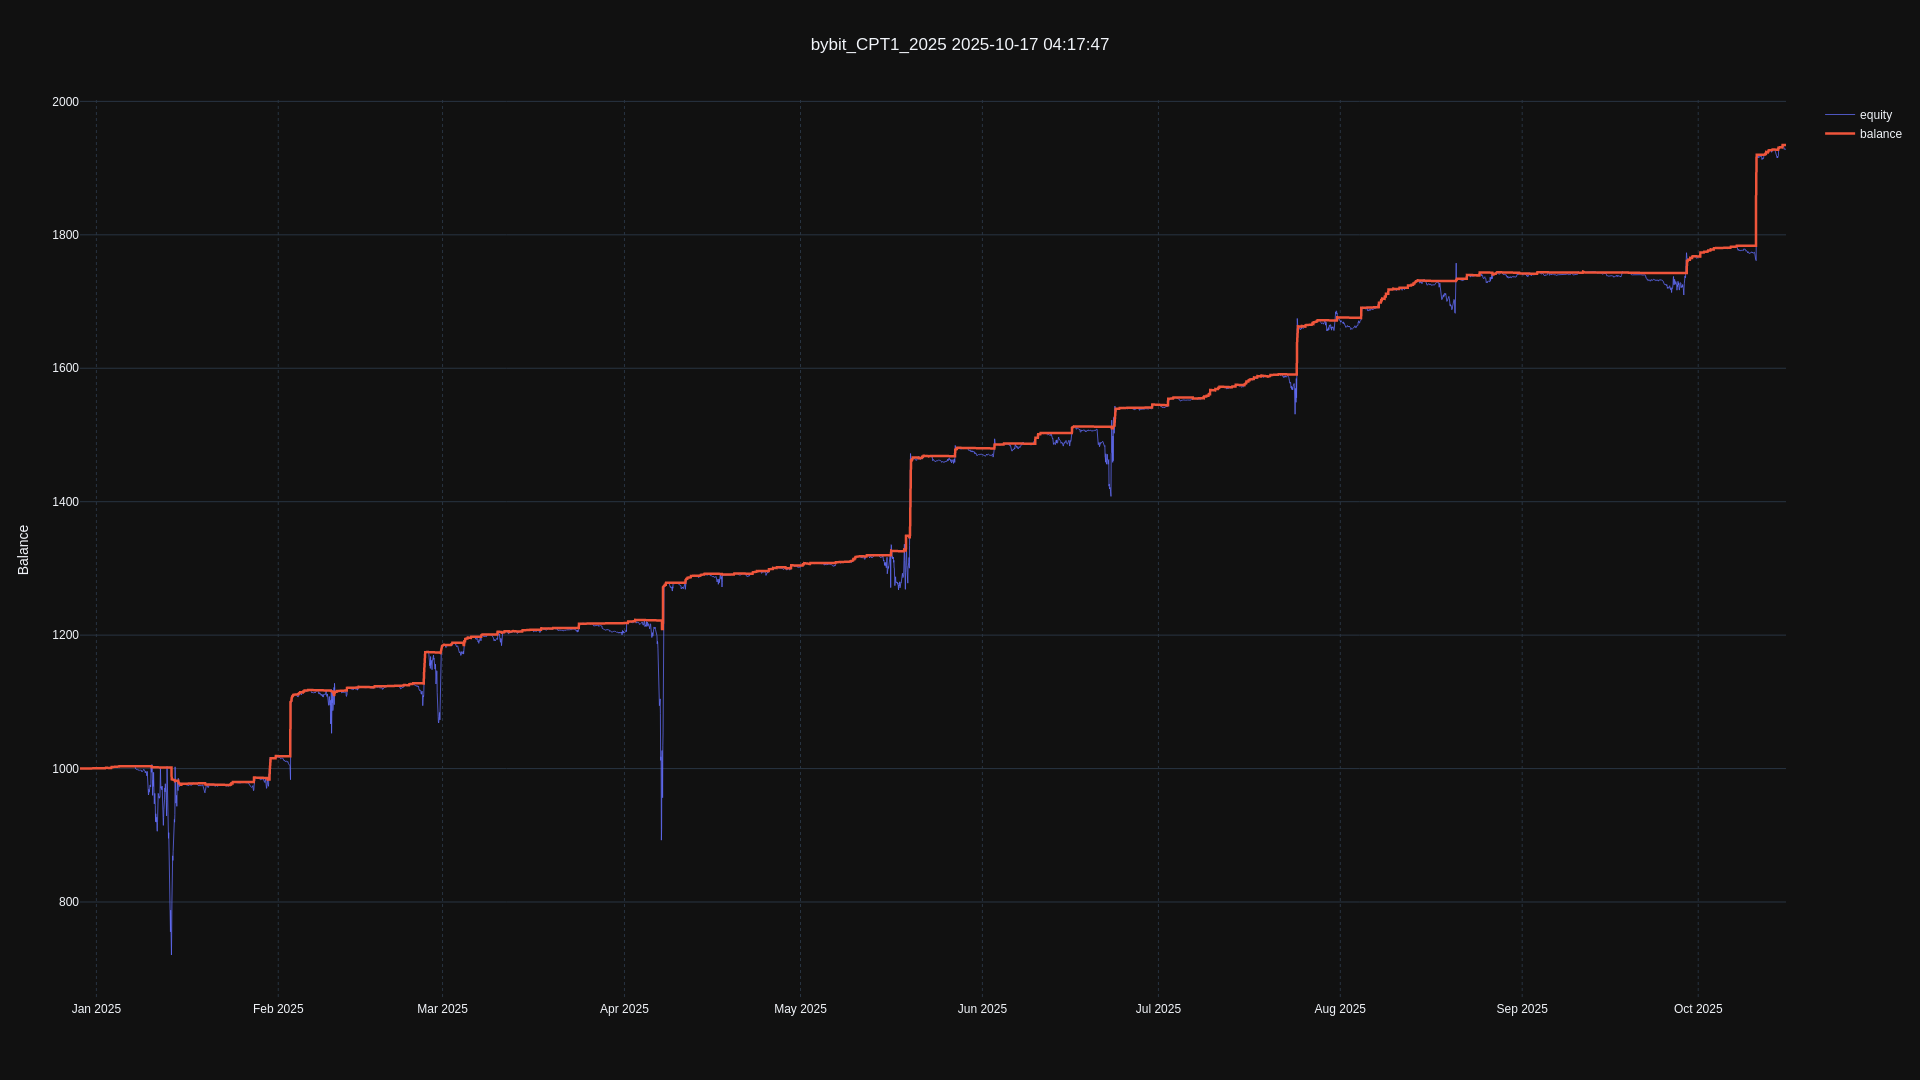 bybit_CPT1_2025 2025-10-17 04:17:47
2000
1800
1600
1400
1200
1000
800
Balance
equity
balance
Jan 2025
Feb 2025
Mar 2025
Apr 2025
May 2025
Jun 2025
Jul 2025
Aug 2025
Sep 2025
Oct 2025